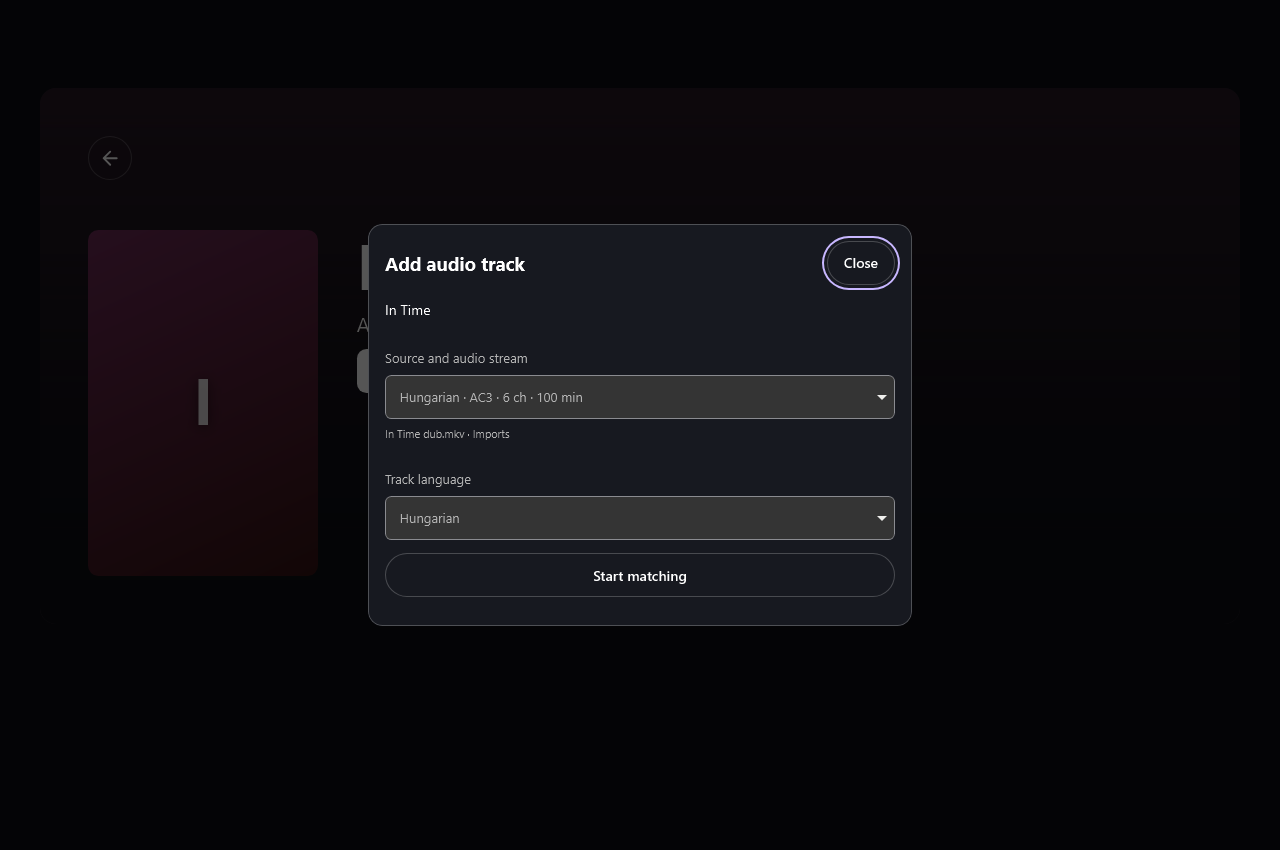 Add audio track
Close
In Time
Source and audio stream
Hungarian · AC3 · 6 ch · 100 min
In Time dub.mkv · Imports
Track language
Hungarian
Start matching
I